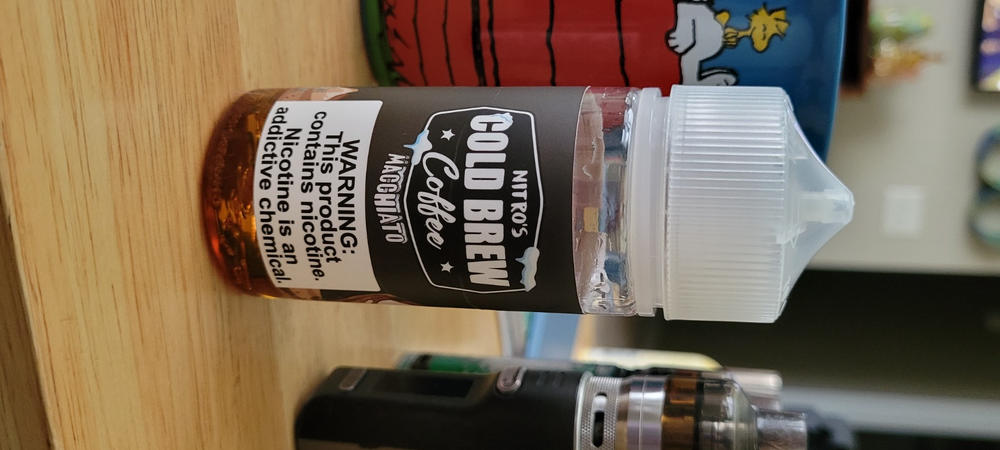 NITRO'S
COLD BREW
Coffee
MACCHIATO
WARNING:
This product
contains nicotine.
Nicotine is an
addictive chemical.